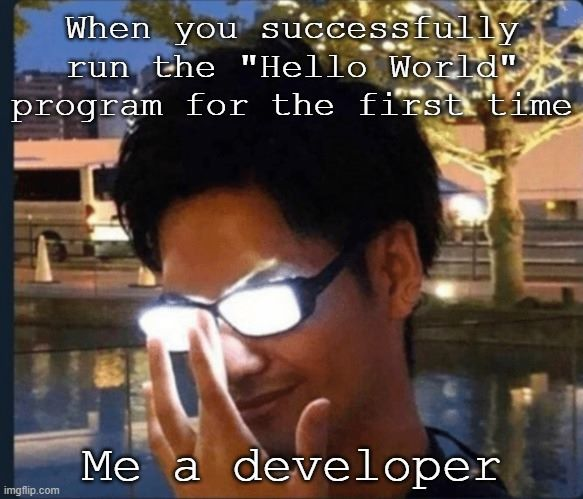 When you successfully
run the "Hello World"
program for the first time
Me a developer
imgflip.com